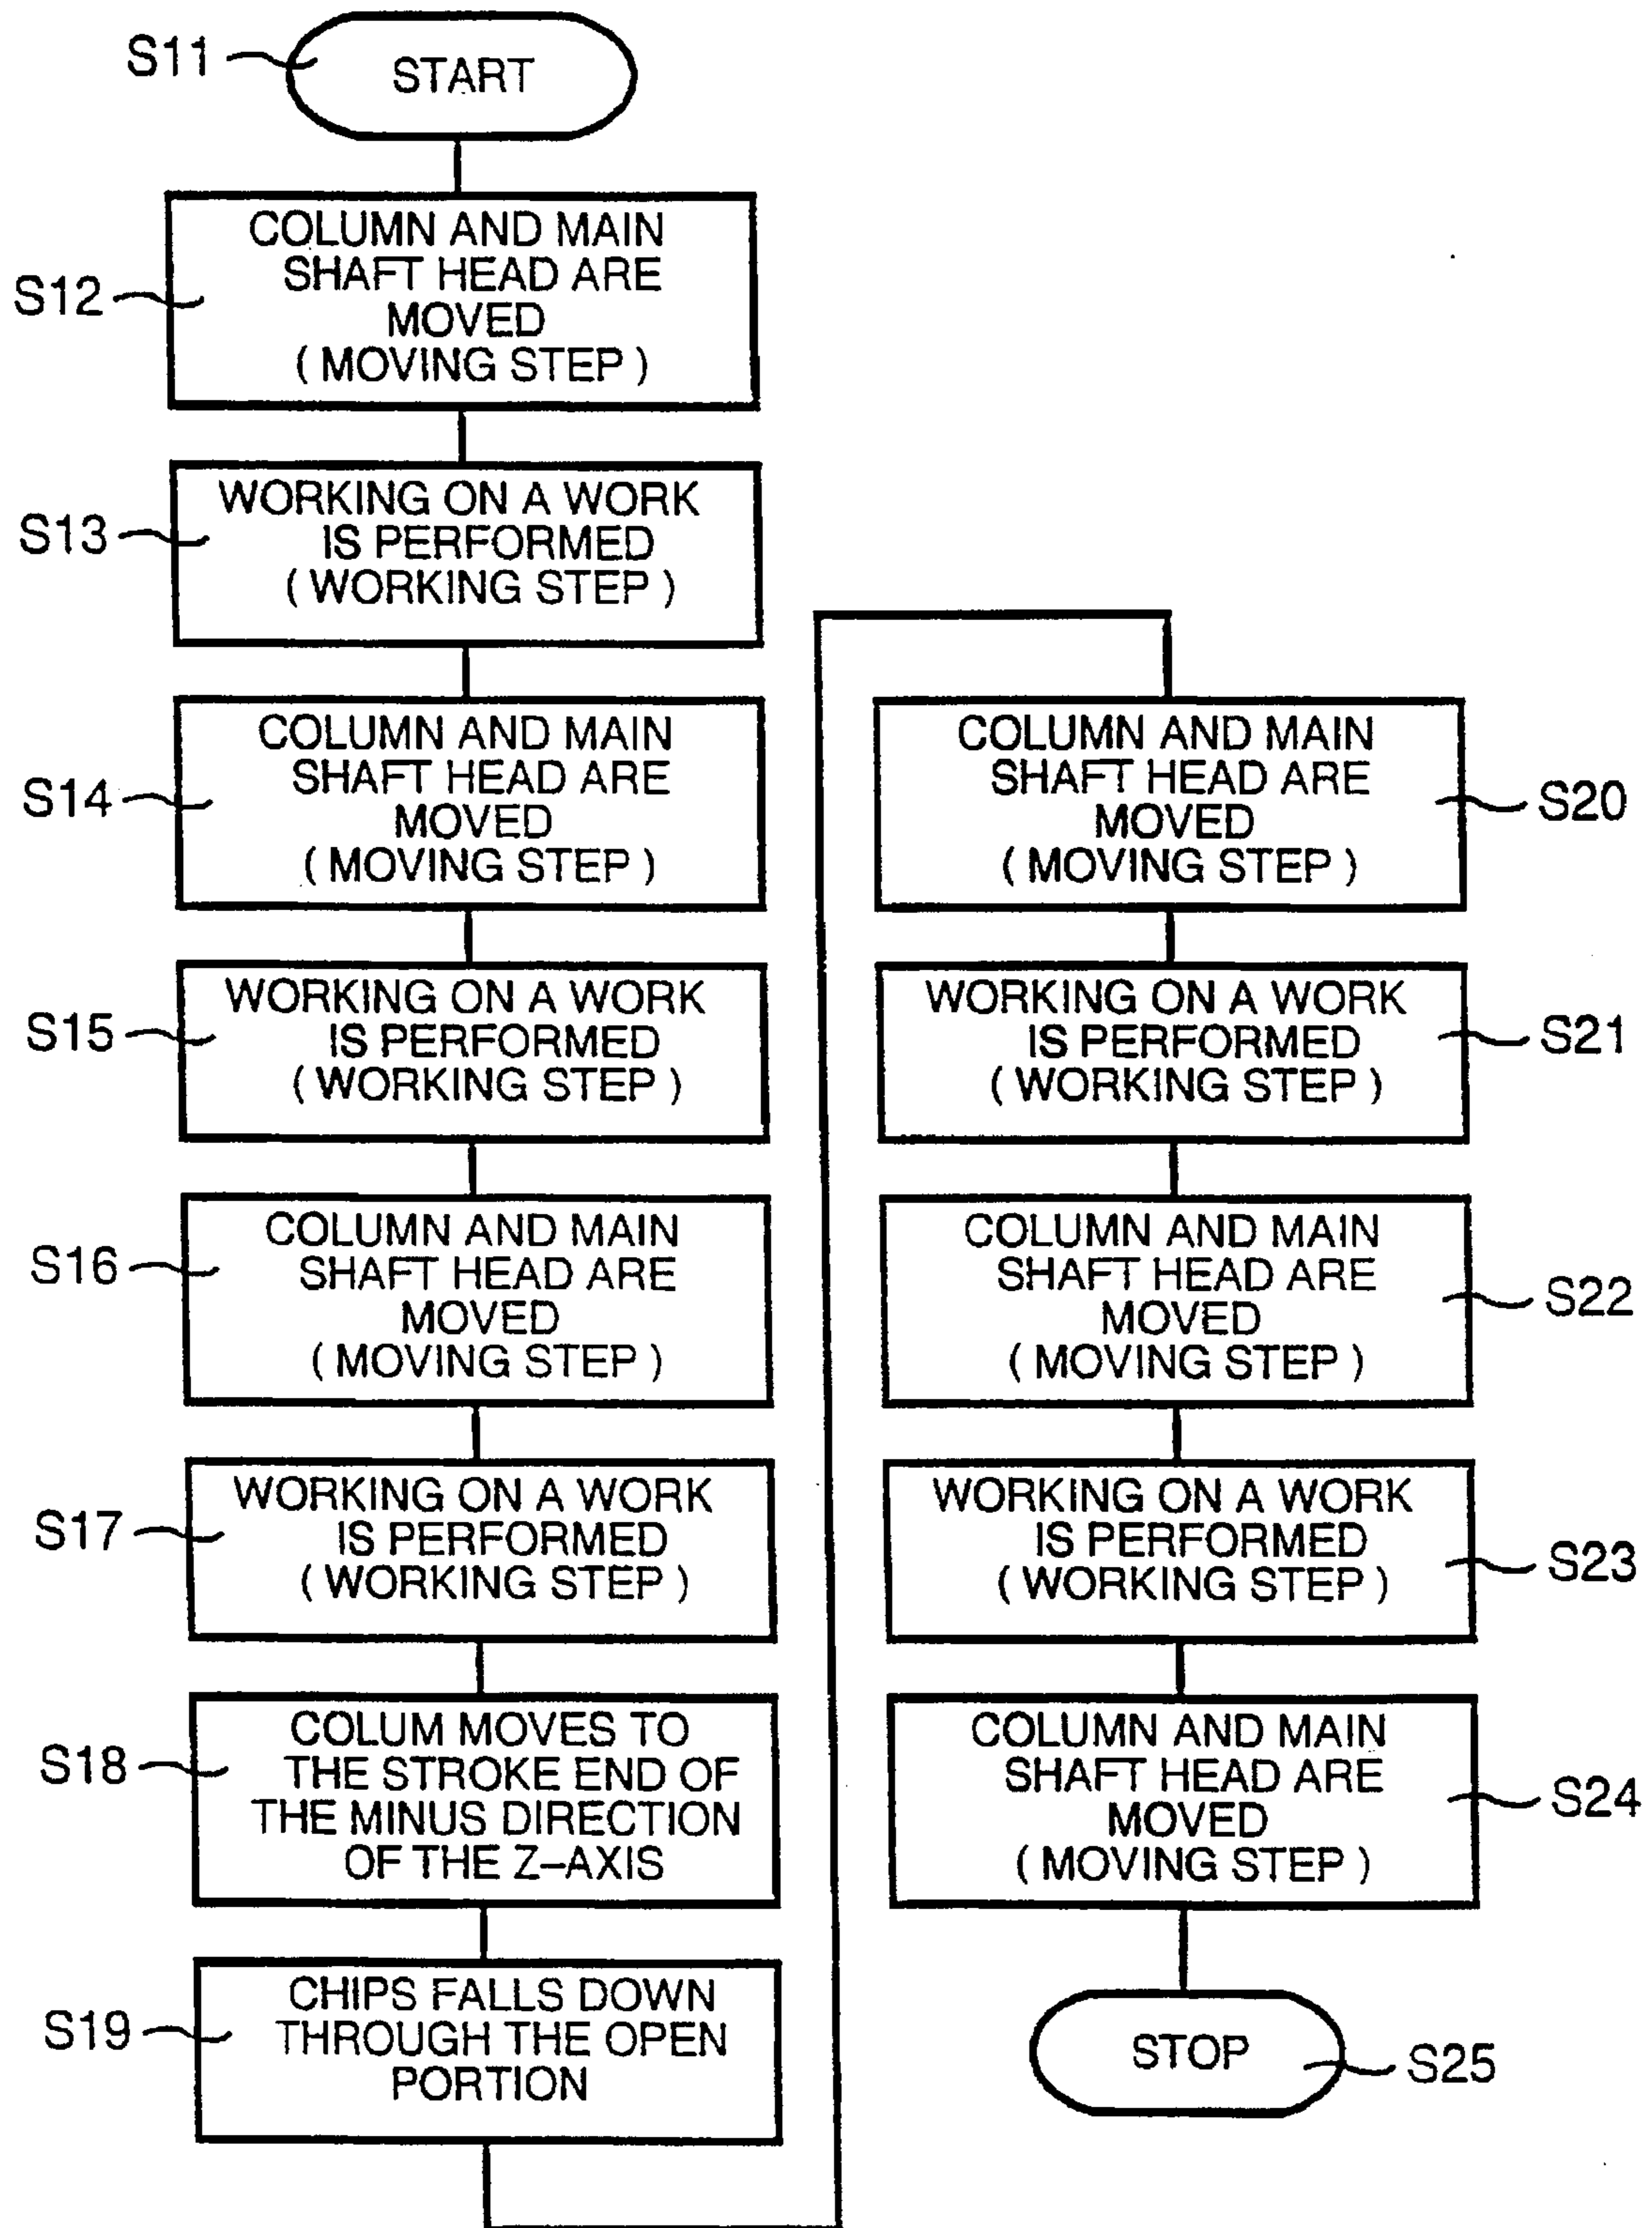 S11
START
S12
COLUMN AND MAIN
SHAFT HEAD ARE
MOVED
( MOVING STEP )
S13
WORKING ON A WORK
IS PERFORMED
( WORKING STEP )
S14
COLUMN AND MAIN
SHAFT HEAD ARE
MOVED
( MOVING STEP )
S15
WORKING ON A WORK
IS PERFORMED
( WORKING STEP )
S16
COLUMN AND MAIN
SHAFT HEAD ARE
MOVED
( MOVING STEP )
S17
WORKING ON A WORK
IS PERFORMED
( WORKING STEP )
S18
COLUM MOVES TO
THE STROKE END OF
THE MINUS DIRECTION
OF THE Z–AXIS
S19
CHIPS FALLS DOWN
THROUGH THE OPEN
PORTION
COLUMN AND MAIN
SHAFT HEAD ARE
MOVED
( MOVING STEP )
S20
WORKING ON A WORK
IS PERFORMED
( WORKING STEP )
S21
COLUMN AND MAIN
SHAFT HEAD ARE
MOVED
( MOVING STEP )
S22
WORKING ON A WORK
IS PERFORMED
( WORKING STEP )
S23
COLUMN AND MAIN
SHAFT HEAD ARE
MOVED
( MOVING STEP )
S24
STOP
S25